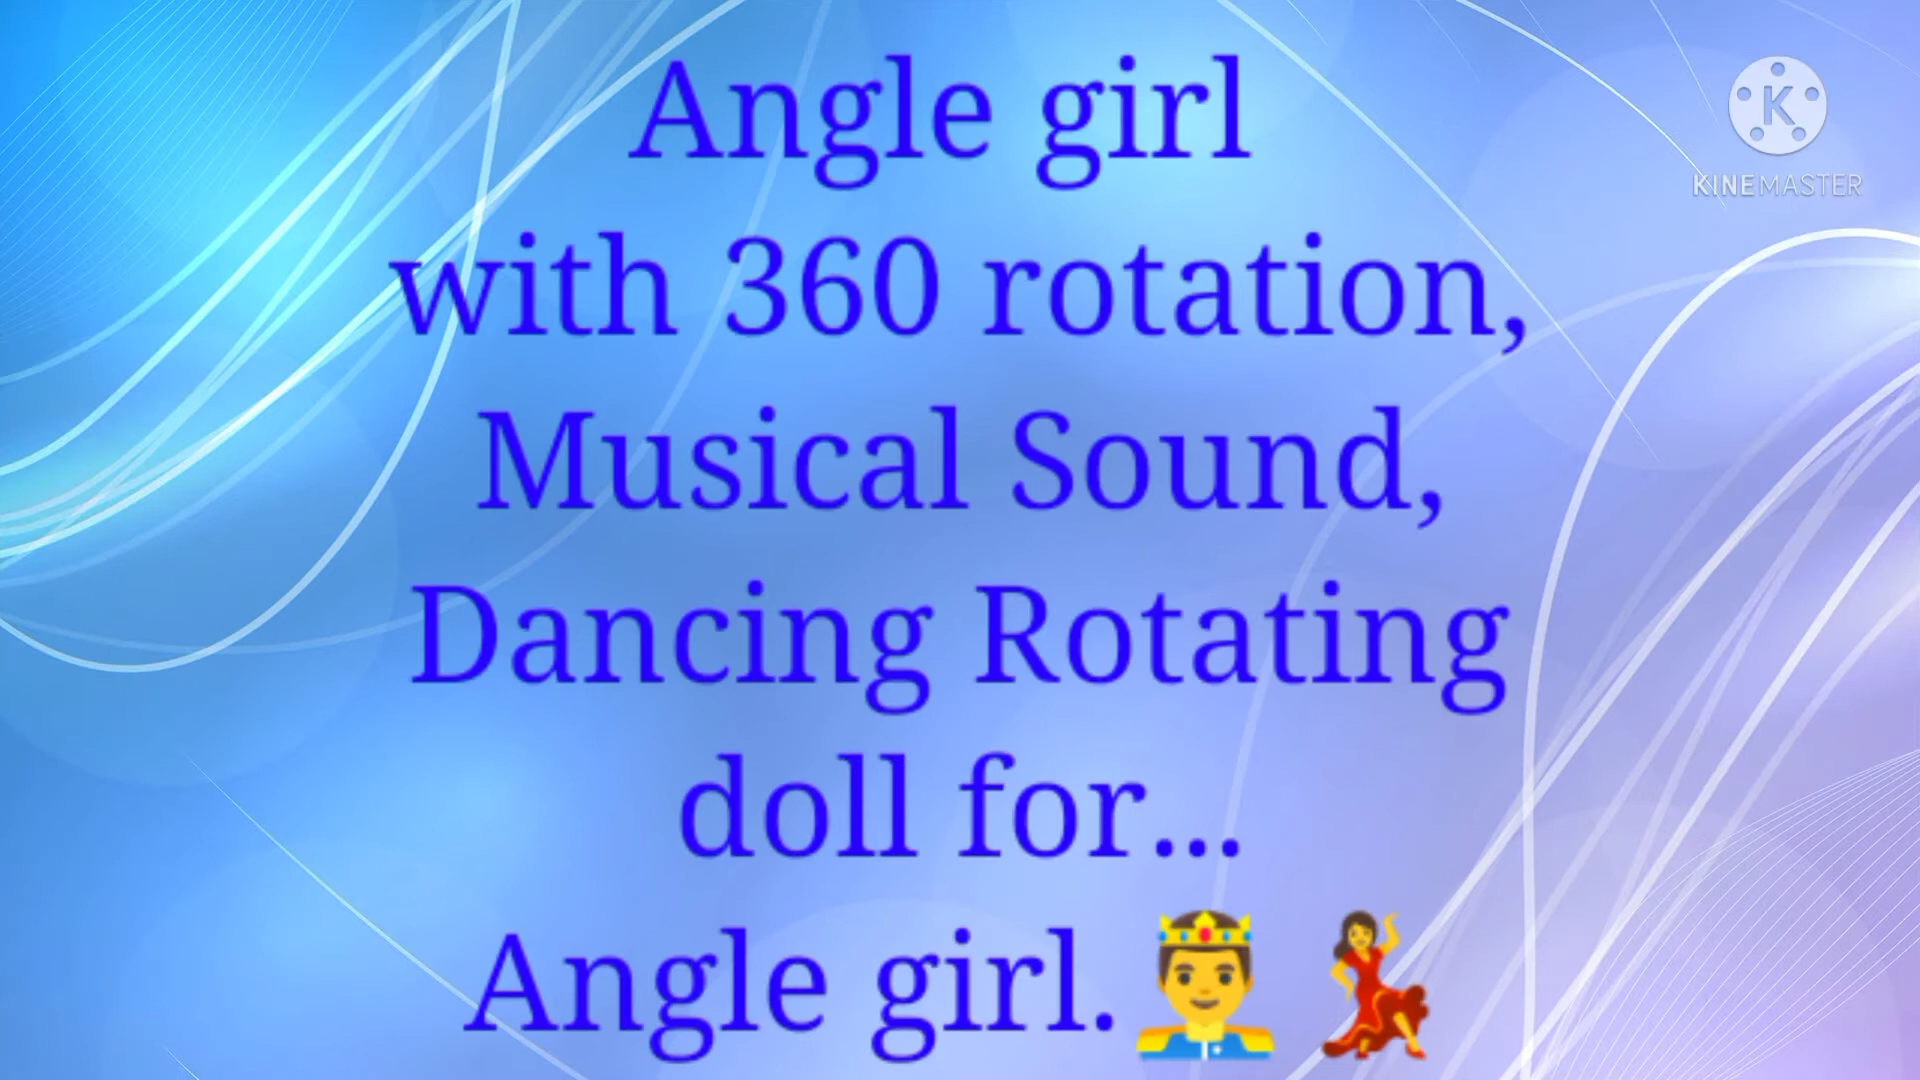 Angle girl
with 360 rotation,
Musical Sound,
Dancing Rotating
doll for...
Angle girl.🤴 💃
K
KINEMASTER